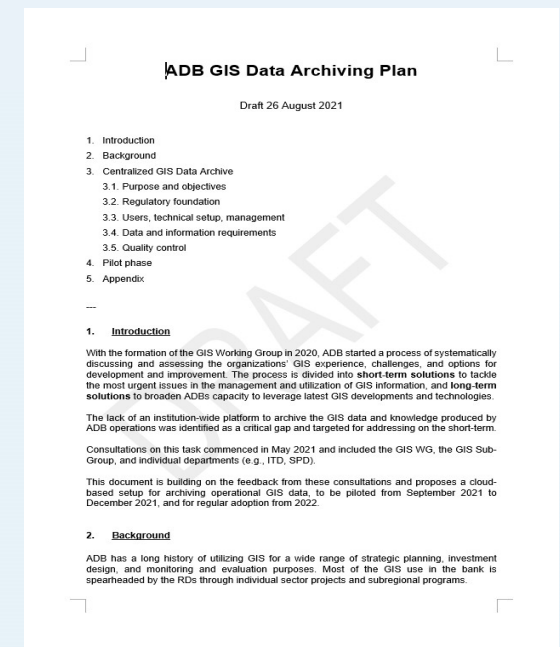 ADB GIS Data Archiving Plan
Draft 26 August 2021
1. Introduction
2. Background
3. Centralized GIS Data Archive
3.1. Purpose and objectives
3.2. Regulatory foundation
3.3. Users, technical setup, management
3.4. Data and information requirements
3.5. Quality control
4. Pilot phase
5. Appendix
---
1. Introduction
With the formation of the GIS Working Group in 2020, ADB started a process of systematically
discussing and assessing the organizations' GIS experience, challenges, and options for
development and improvement. The process is divided into short-term solutions to tackle
the most urgent issues in the management and utilization of GIS information, and long-term
solutions to broaden ADBs capacity to leverage latest GIS developments and technologies.
The lack of an institution-wide platform to archive the GIS data and knowledge produced by
ADB operations was identified as a critical gap and targeted for addressing on the short-term.
Consultations on this task commenced in May 2021 and included the GIS WG, the GIS Sub-
Group, and individual departments (e.g., ITD, SPD).
This document is building on the feedback from these consultations and proposes a cloud-
based setup for archiving operational GIS data, to be piloted from September 2021 to
December 2021, and for regular adoption from 2022.
2. Background
ADB has a long history of utilizing GIS for a wide range of strategic planning, investment
design, and monitoring and evaluation purposes. Most of the GIS use in the bank is
spearheaded by the RDs through individual sector projects and subregional programs.
DRAFT